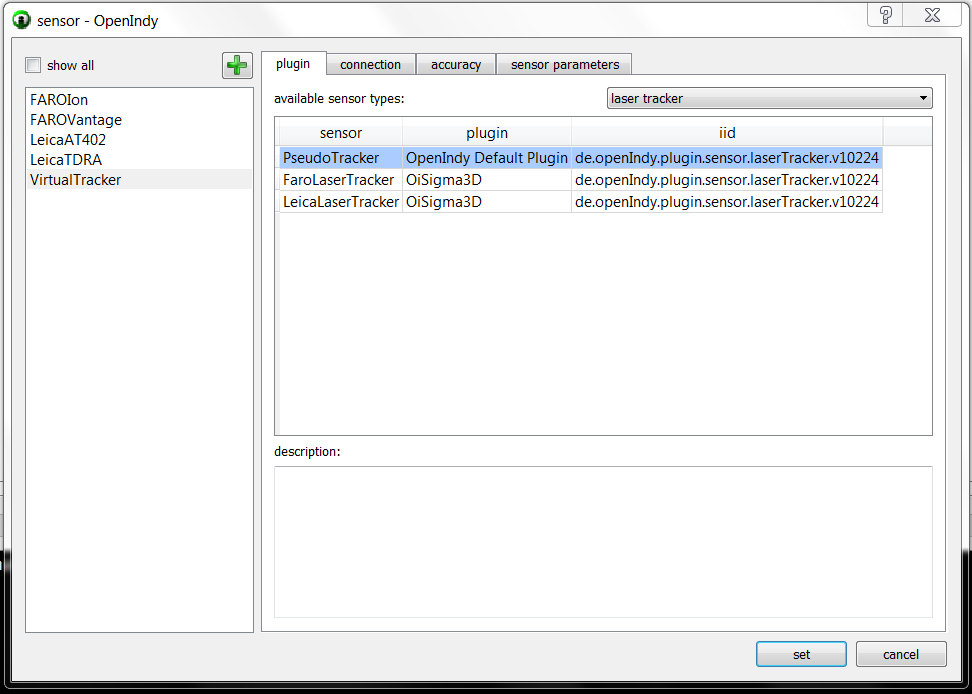 sensor - OpenIndy
show all
FAROIon
FAROVantage
LeicaAT402
LeicaTDRA
VirtualTracker
plugin connection accuracy sensor parameters
available sensor types: laser tracker
sensor plugin iid
PseudoTracker OpenIndy Default Plugin de.openIndy.plugin.sensor.laserTracker.v10224
FaroLaserTracker OiSigma3D de.openIndy.plugin.sensor.laserTracker.v10224
LeicaLaserTracker OiSigma3D de.openIndy.plugin.sensor.laserTracker.v10224
description:
set cancel